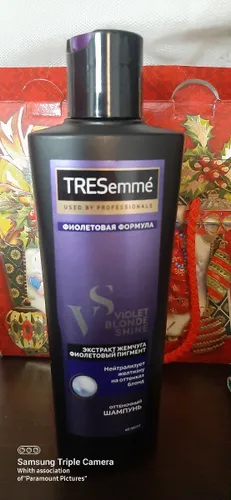 TRESemmé
USED BY PROFESSIONALS
ФИОЛЕТОВАЯ ФОРМУЛА
VS
VIOLET
BLONDE
SHINE
ЭКСТРАКТ ЖЕМЧУГА
ФИОЛЕТОВЫЙ ПИГМЕНТ
Нейтрализует
желтизну
на оттенках
блонд
ОТТЕНОЧНЫЙ
ШАМПУНЬ
Samsung Triple Camera
Whith association
of"Paramount Pictures"